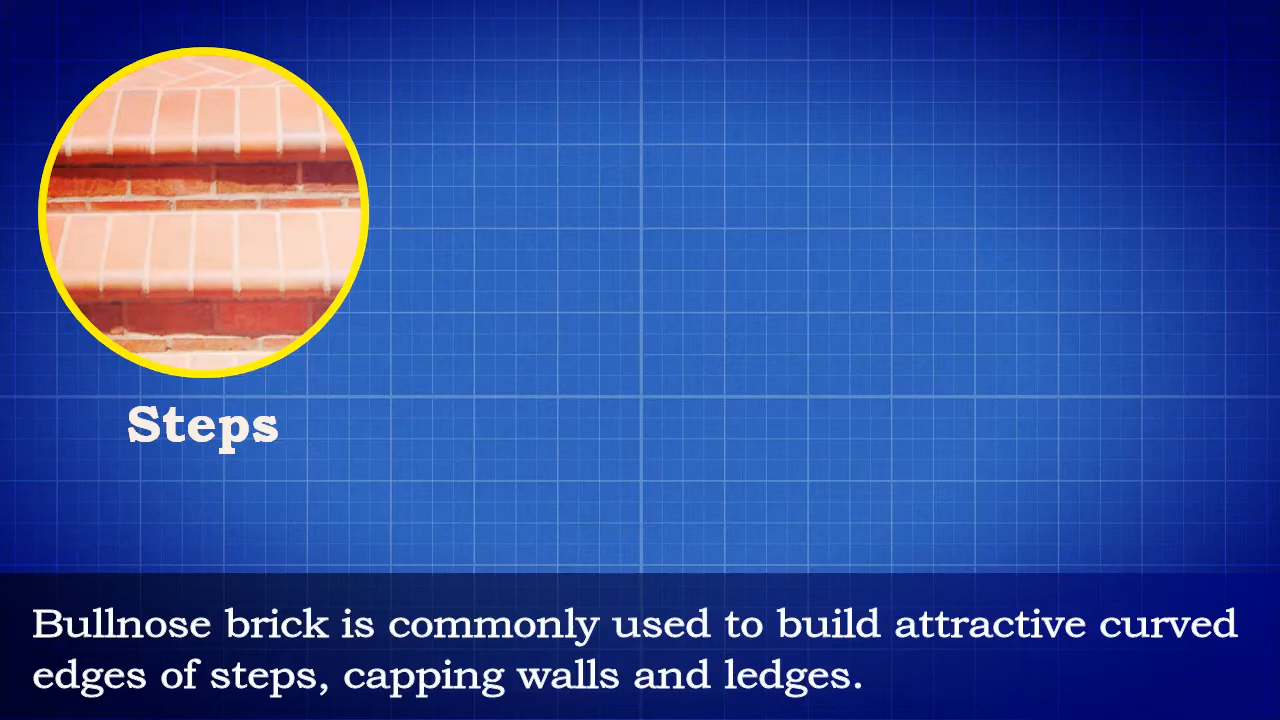 Steps
Bullnose brick is commonly used to build attractive curved
edges of steps, capping walls and ledges.